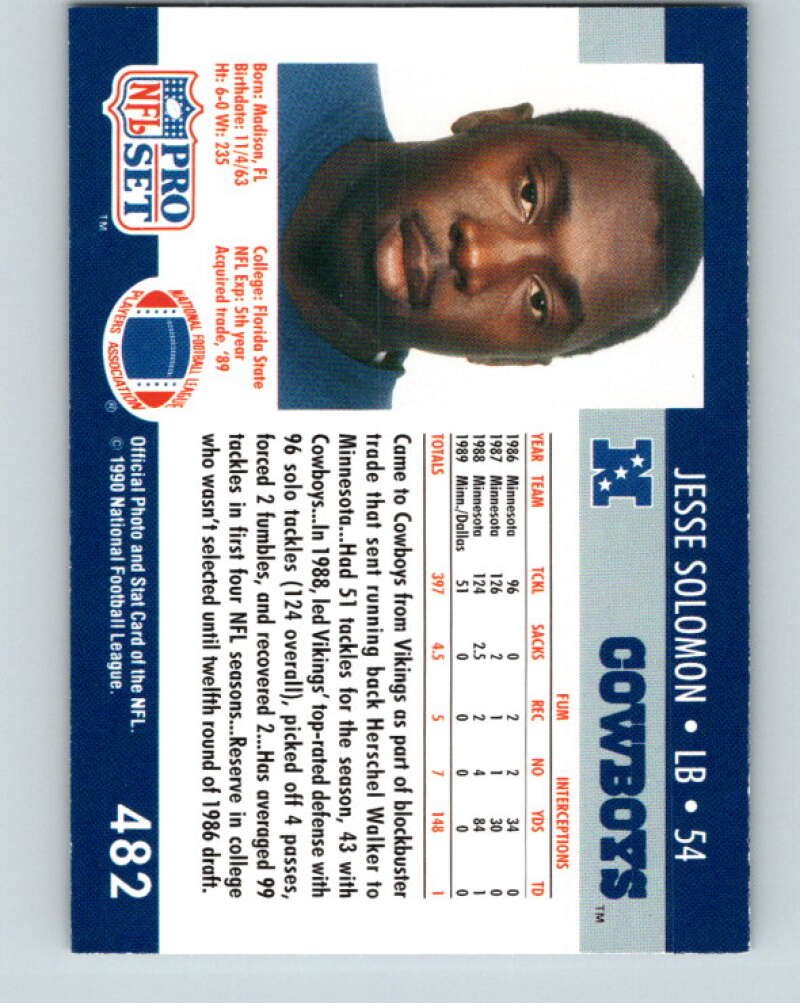 JESSE SOLOMON • LB • 54
N
COWBOYS™
Born: Madison, FL
Birthdate: 11/4/63
Ht: 6-0 Wt: 235
College: Florida State
NFL Exp: 5th year
Acquired trade, '89
FUM INTERCEPTIONS
YEAR TEAM TCKL SACKS REC NO YDS TD
1986 Minnesota 96 0 2 2 34 0
1987 Minnesota 126 2 1 1 30 0
1988 Minnesota 124 2.5 2 4 84 1
1989 Minn./Dallas 51 0 0 0 0 0
TOTALS 397 4.5 5 7 148 1
Came to Cowboys from Vikings as part of blockbuster
trade that sent running back Herschel Walker to
Minnesota...Had 51 tackles for the season, 43 with
Cowboys...In 1988, led Vikings' top-rated defense with
96 solo tackles (124 overall), picked off 4 passes,
forced 2 fumbles, and recovered 2...Has averaged 99
tackles in first four NFL seasons...Reserve in college
who wasn't selected until twelfth round of 1986 draft.
NFL
PRO
SET
™
NATIONAL FOOTBALL LEAGUE
PLAYERS ASSOCIATION
®
Official Photo and Stat Card of the NFL.
© 1990 National Football League.
482